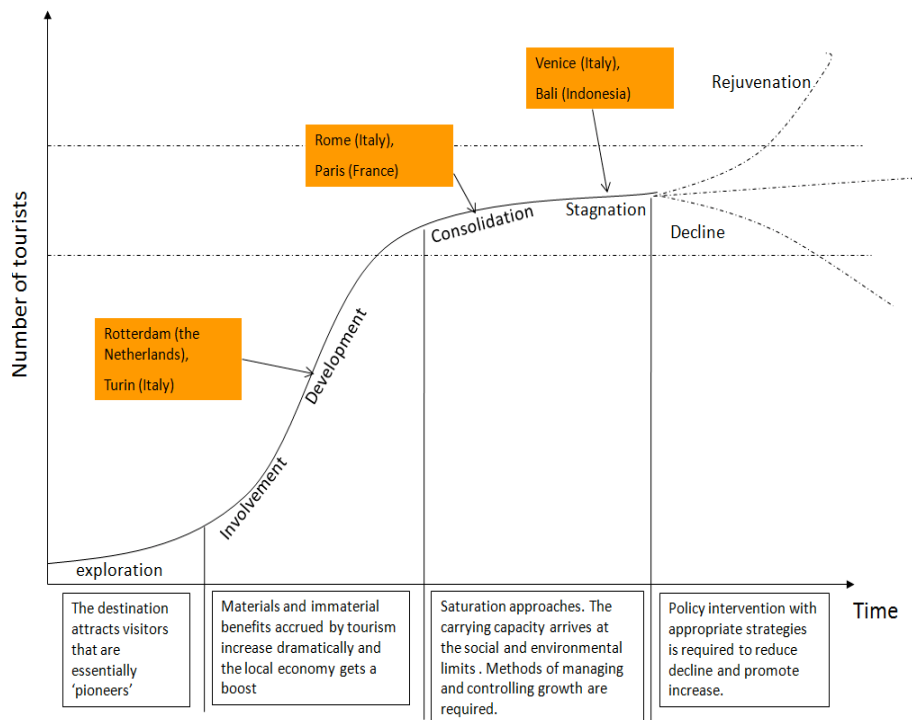 Venice (Italy),
Bali (Indonesia)
Rejuvenation
Rome (Italy),
Paris (France)
Consolidation
Stagnation
Decline
Number of tourists
Rotterdam (the
Netherlands),
Turin (Italy)
Development
Involvement
exploration
Time
The destination
attracts visitors
that are
essentially
‘pioneers’
Materials and immaterial
benefits accrued by tourism
increase dramatically and
the local economy gets a
boost
Saturation approaches. The
carrying capacity arrives at
the social and environmental
limits . Methods of managing
and controlling growth are
required.
Policy intervention with
appropriate strategies
is required to reduce
decline and promote
increase.